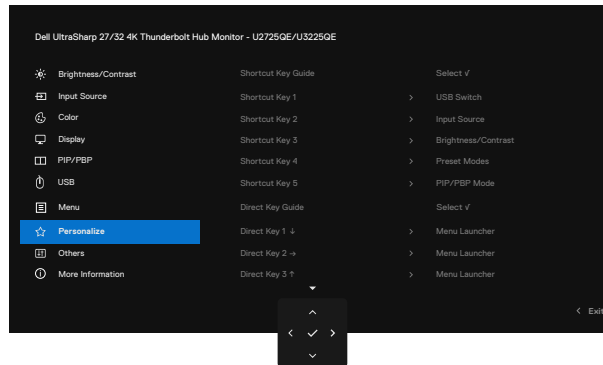 Dell UltraSharp 27/32 4K Thunderbolt Hub Monitor - U2725QE/U3225QE
Brightness/Contrast Shortcut Key Guide Select √
Input Source Shortcut Key 1 > USB Switch
Color Shortcut Key 2 > Input Source
Display Shortcut Key 3 > Brightness/Contrast
PIP/PBP Shortcut Key 4 > Preset Modes
USB Shortcut Key 5 > PIP/PBP Mode
Menu Direct Key Guide Select √
Personalize Direct Key 1 ↓ > Menu Launcher
Others Direct Key 2 → > Menu Launcher
More Information Direct Key 3 ↑ > Menu Launcher
< Exit